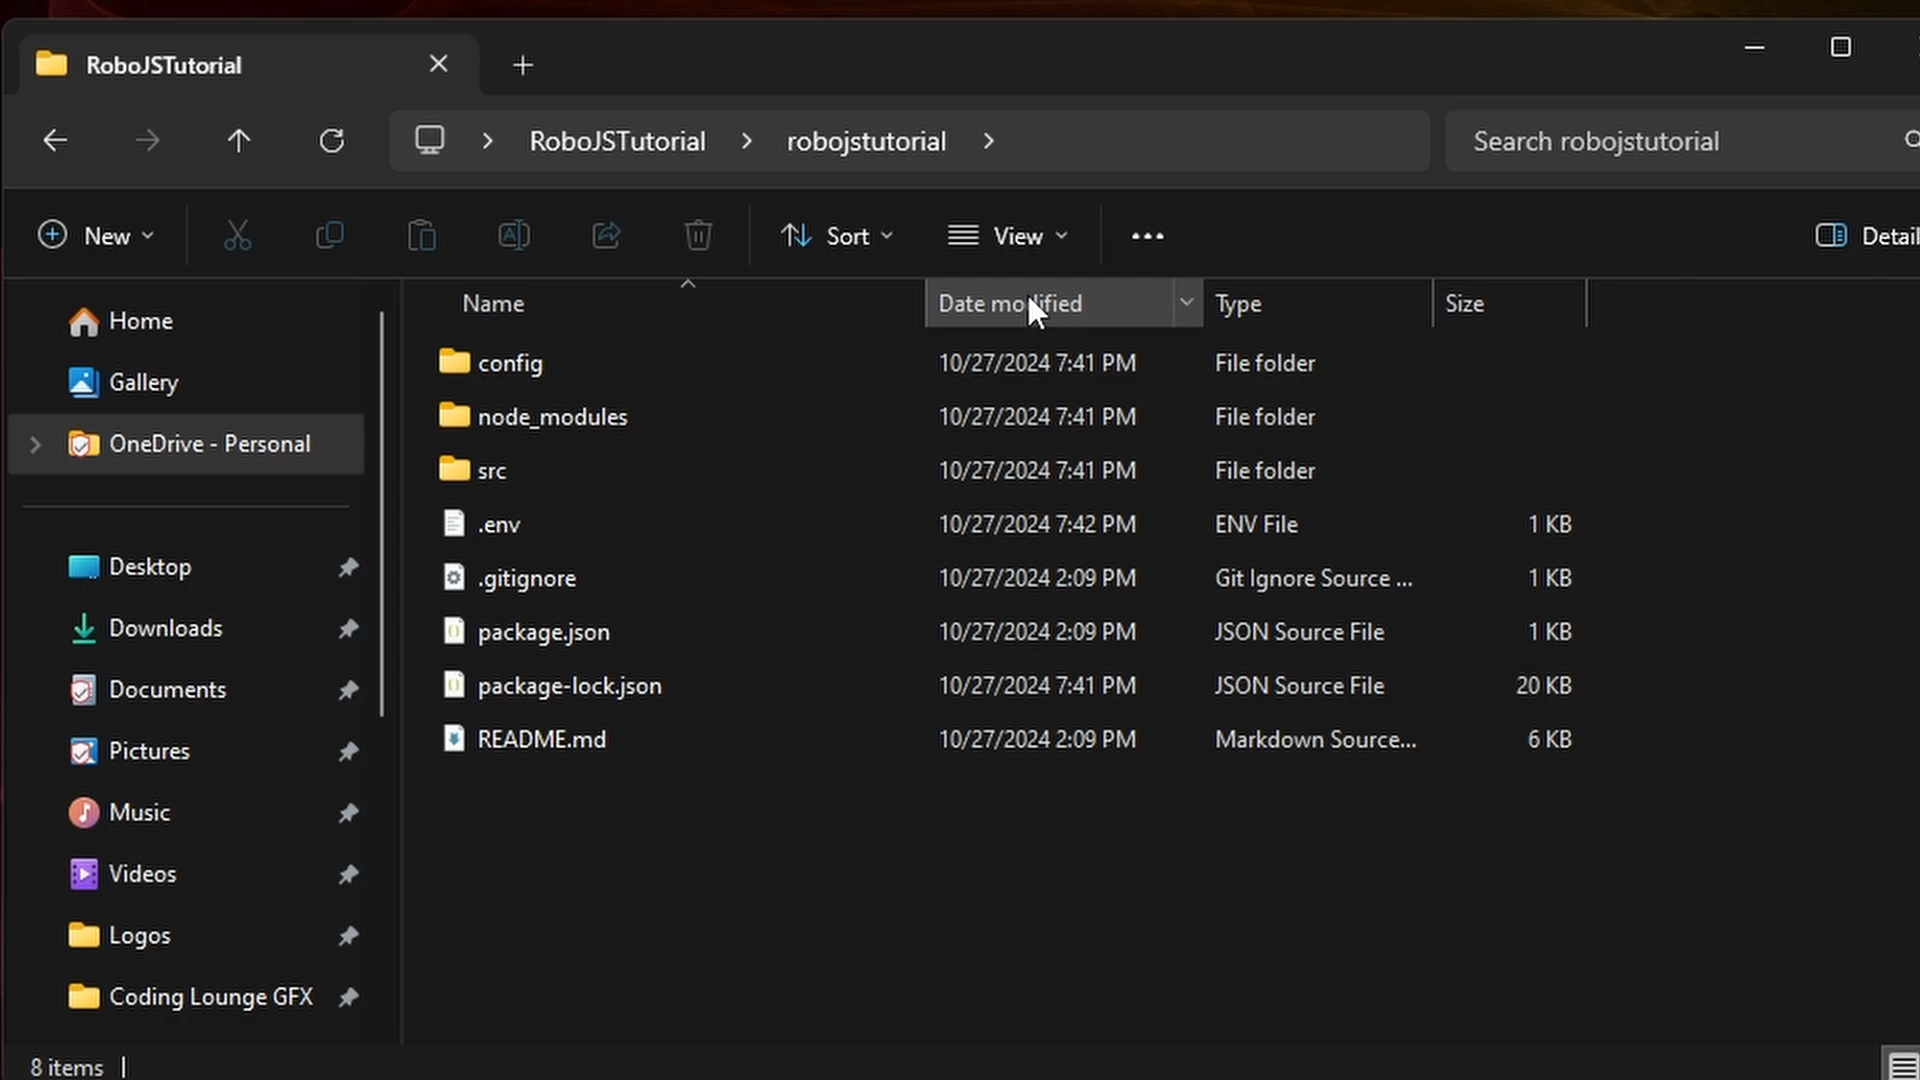 RoboJSTutorial
RoboJSTutorial robojstutorial
Search robojstutorial
New Sort View Detail
Name Date modified Type Size
Home
Gallery
OneDrive - Personal
Desktop
Downloads
Documents
Pictures
Music
Videos
Logos
Coding Lounge GFX
config 10/27/2024 7:41 PM File folder
node_modules 10/27/2024 7:41 PM File folder
src 10/27/2024 7:41 PM File folder
.env 10/27/2024 7:42 PM ENV File 1 KB
.gitignore 10/27/2024 2:09 PM Git Ignore Source ... 1 KB
package.json 10/27/2024 2:09 PM JSON Source File 1 KB
package-lock.json 10/27/2024 7:41 PM JSON Source File 20 KB
README.md 10/27/2024 2:09 PM Markdown Source... 6 KB
8 items